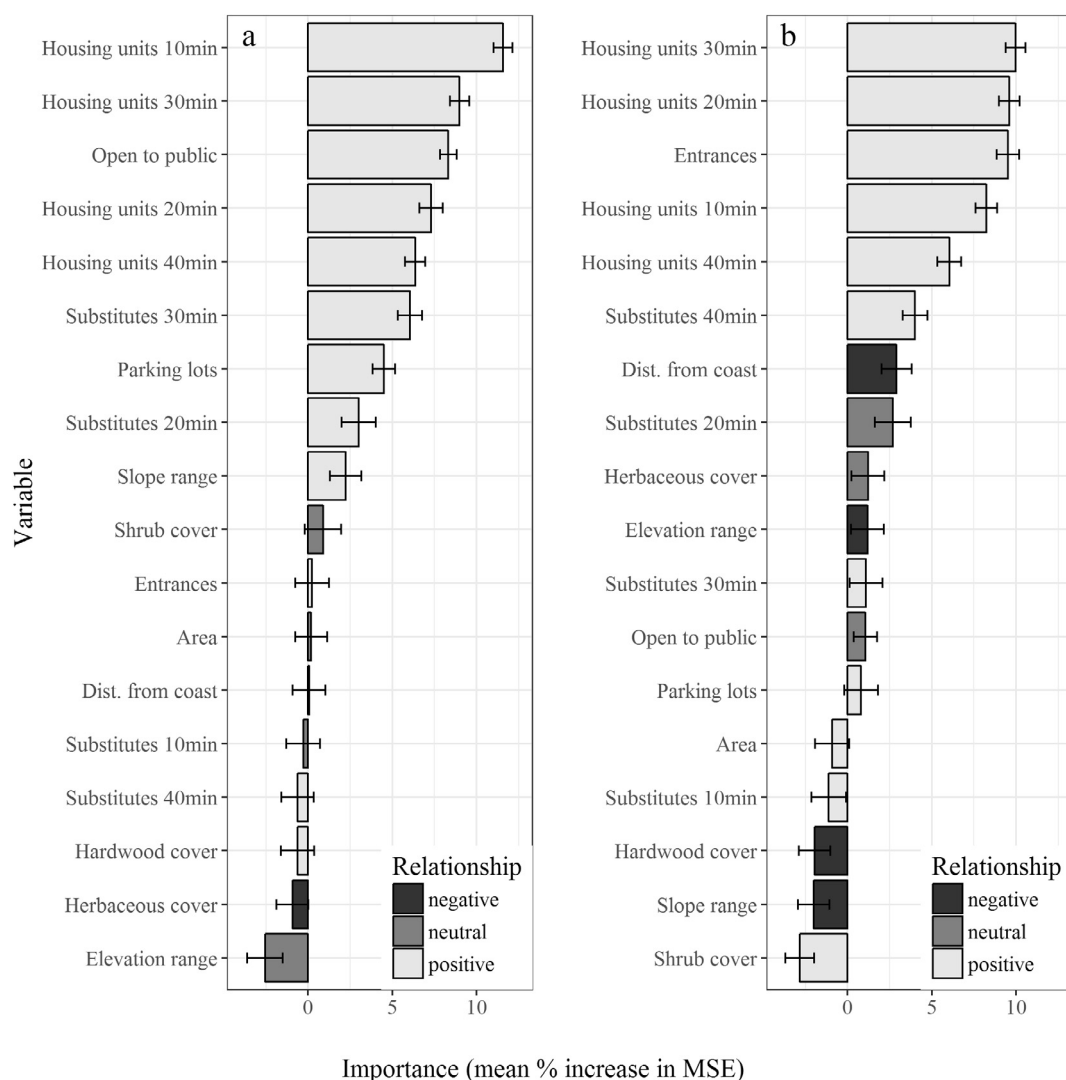 a
Housing units 10min
Housing units 30min
Open to public
Housing units 20min
Housing units 40min
Substitutes 30min
Parking lots
Substitutes 20min
Slope range
Shrub cover
Entrances
Area
Dist. from coast
Substitutes 10min
Substitutes 40min
Hardwood cover
Herbaceous cover
Elevation range
Relationship
negative
neutral
positive
0 5 10
b
Housing units 30min
Housing units 20min
Entrances
Housing units 10min
Housing units 40min
Substitutes 40min
Dist. from coast
Substitutes 20min
Herbaceous cover
Elevation range
Substitutes 30min
Open to public
Parking lots
Area
Substitutes 10min
Hardwood cover
Slope range
Shrub cover
Relationship
negative
neutral
positive
0 5 10
Variable
Importance (mean % increase in MSE)